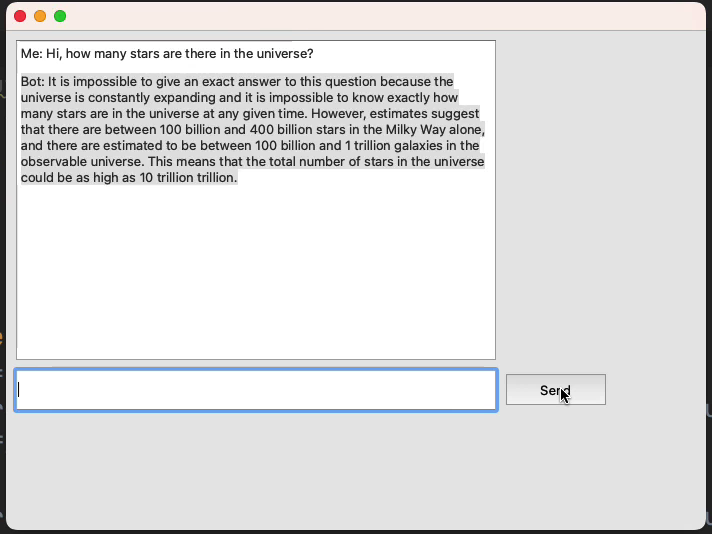 Me: Hi, how many stars are there in the universe?
Bot: It is impossible to give an exact answer to this question because the
universe is constantly expanding and it is impossible to know exactly how
many stars are in the universe at any given time. However, estimates suggest
that there are between 100 billion and 400 billion stars in the Milky Way alone,
and there are estimated to be between 100 billion and 1 trillion galaxies in the
observable universe. This means that the total number of stars in the universe
could be as high as 10 trillion trillion.
Send